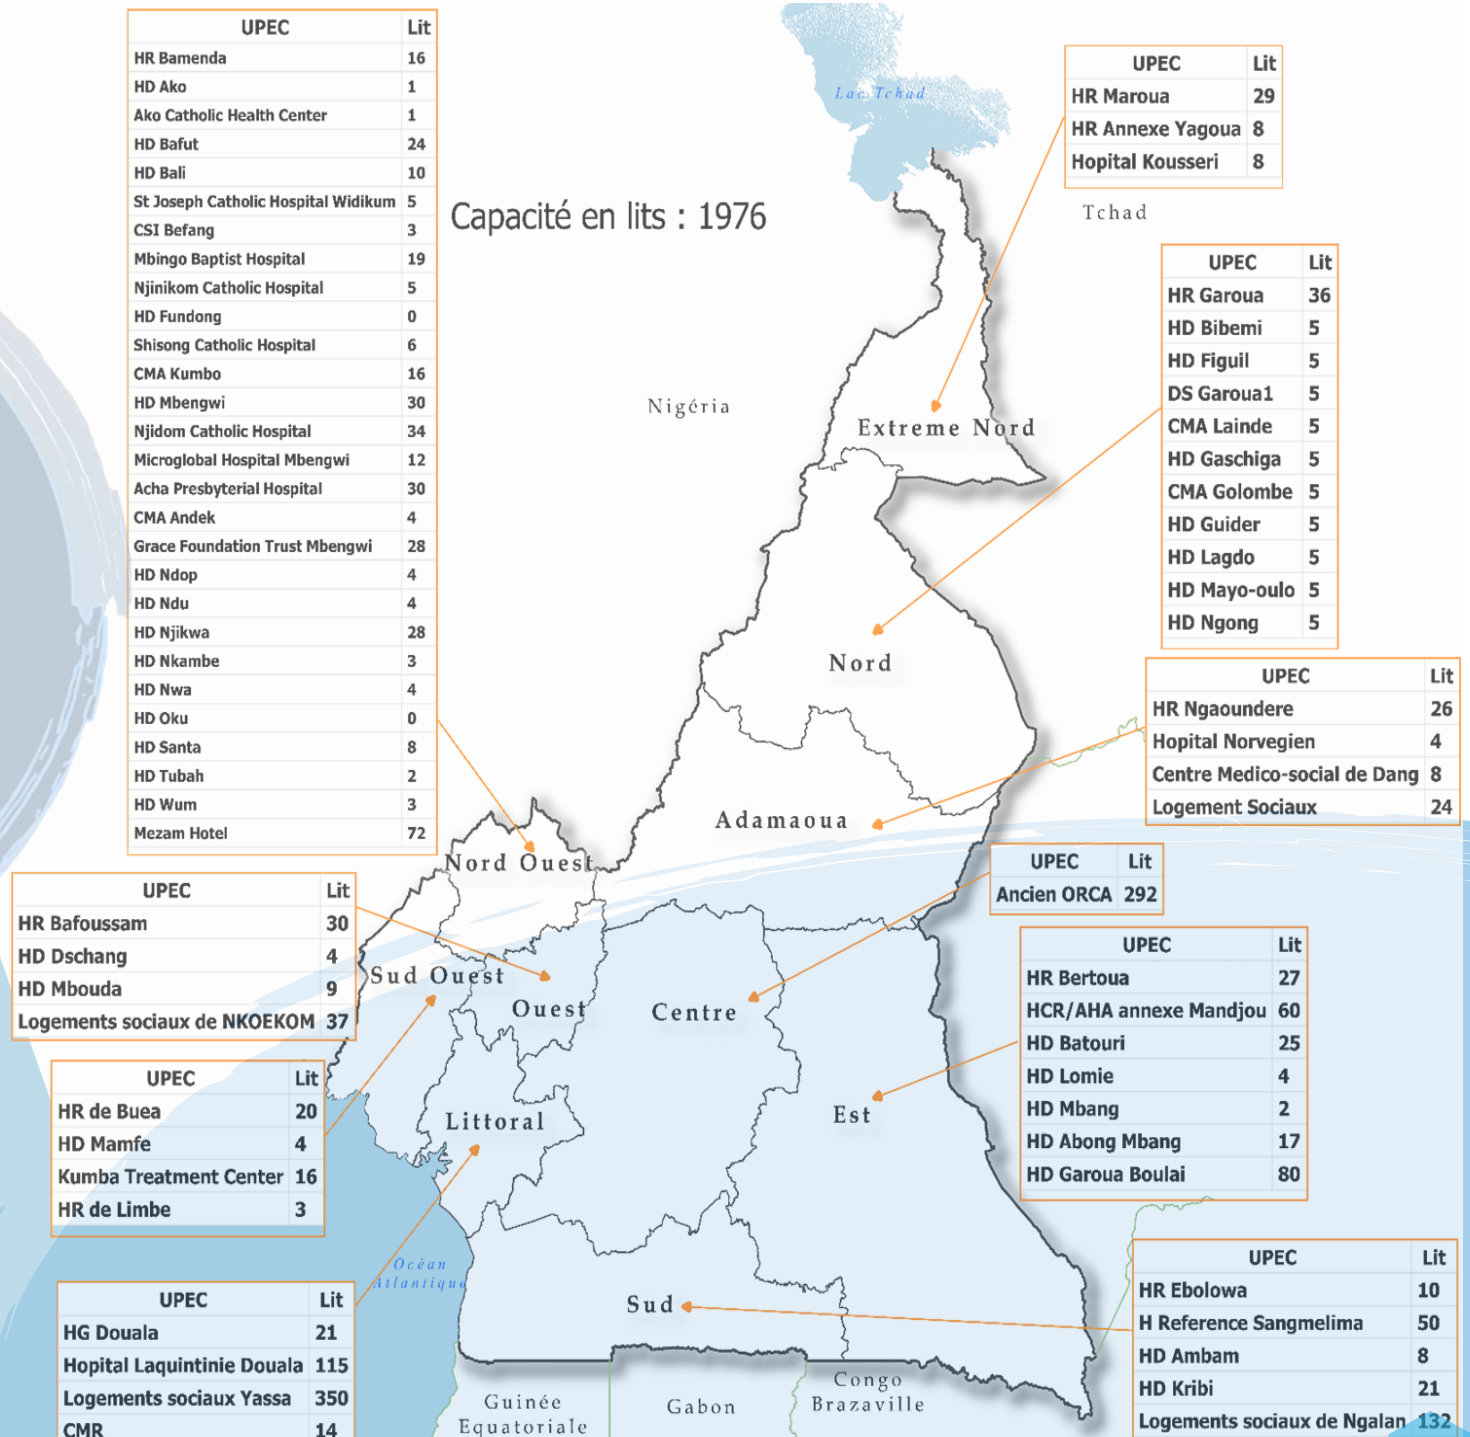 UPEC Lit
HR Bamenda 16
HD Ako 1
Ako Catholic Health Center 1
HD Bafut 24
HD Bali 10
St Joseph Catholic Hospital Widikum 5
CSI Befang 3
Mbingo Baptist Hospital 19
Njinikom Catholic Hospital 5
HD Fundong 0
Shisong Catholic Hospital 6
CMA Kumbo 16
HD Mbengwi 30
Njidom Catholic Hospital 34
Microglobal Hospital Mbengwi 12
Acha Presbyterial Hospital 30
CMA Andek 4
Grace Foundation Trust Mbengwi 28
HD Ndop 4
HD Ndu 4
HD Njikwa 28
HD Nkambe 3
HD Nwa 4
HD Oku 0
HD Santa 8
HD Tubah 2
HD Wum 3
Mezam Hotel 72
Capacité en lits : 1976
Lac Tchad
UPEC Lit
HR Maroua 29
HR Annexe Yagoua 8
Hopital Kousseri 8
Tchad
UPEC Lit
HR Garoua 36
HD Bibemi 5
HD Figuil 5
DS Garoua1 5
CMA Lainde 5
HD Gaschiga 5
CMA Golombe 5
HD Guider 5
HD Lagdo 5
HD Mayo-oulo 5
HD Ngong 5
Nigéria
Extreme Nord
Nord
UPEC Lit
HR Ngaoundere 26
Hopital Norvegien 4
Centre Medico-social de Dang 8
Logement Sociaux 24
Adamaoua
Nord Ouest
UPEC Lit
Ancien ORCA 292
UPEC Lit
HR Bafoussam 30
HD Dschang 4
HD Mbouda 9
Logements sociaux de NKOEKOM 37
Sud Ouest
Ouest
Centre
UPEC Lit
HR Bertoua 27
HCR/AHA annexe Mandjou 60
HD Batouri 25
HD Lomie 4
HD Mbang 2
HD Abong Mbang 17
HD Garoua Boulai 80
UPEC Lit
HR de Buea 20
HD Mamfe 4
Kumba Treatment Center 16
HR de Limbe 3
Littoral
Est
Océan
Atlantique
Sud
UPEC Lit
HG Douala 21
Hopital Laquintinie Douala 115
Logements sociaux Yassa 350
CMR 14
UPEC Lit
HR Ebolowa 10
H Reference Sangmelima 50
HD Ambam 8
HD Kribi 21
Logements sociaux de Ngalan 132
Guinée
Equatoriale
Gabon
Congo
Brazaville